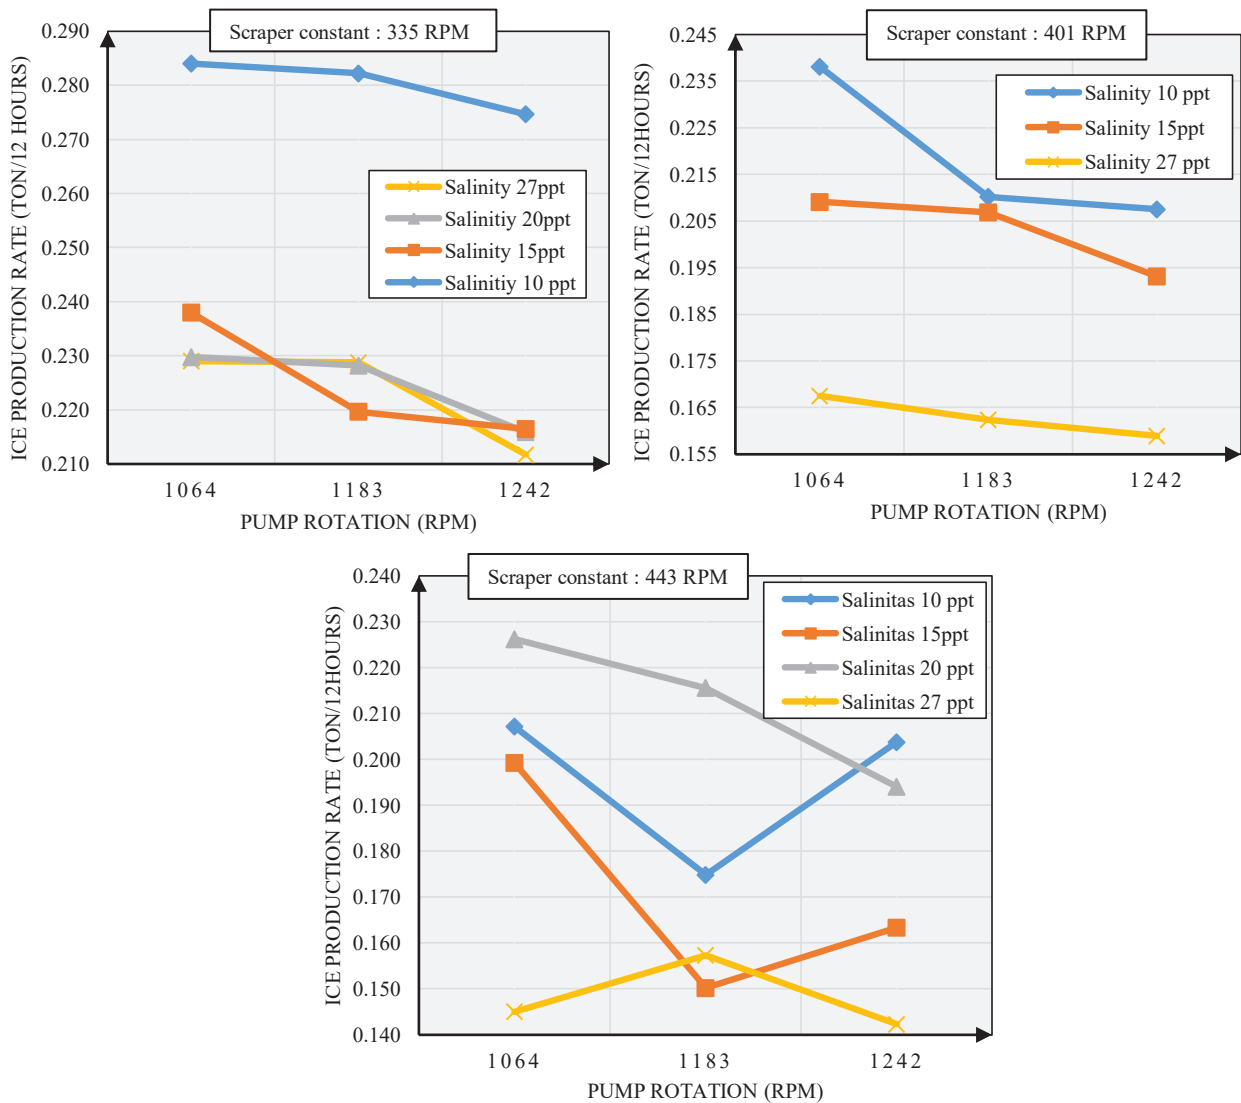 Scraper constant : 335 RPM
ICE PRODUCTION RATE (TON/12 HOURS)
0.290
0.280
0.270
0.260
0.250
0.240
0.230
0.220
0.210
Salinity 27ppt
Salinitiy 20ppt
Salinity 15ppt
Salinitiy 10 ppt
1064 1183 1242
PUMP ROTATION (RPM)
Scraper constant : 401 RPM
ICE PRODUCTION RATE (TON/12HOURS)
0.245
0.235
0.225
0.215
0.205
0.195
0.185
0.175
0.165
0.155
Salinity 10 ppt
Salinity 15ppt
Salinity 27 ppt
1064 1183 1242
PUMP ROTATION (RPM)
Scraper constant : 443 RPM
ICE PRODUCTION RATE (TON/12HOURS)
0.240
0.230
0.220
0.210
0.200
0.190
0.180
0.170
0.160
0.150
0.140
Salinitas 10 ppt
Salinitas 15ppt
Salinitas 20 ppt
Salinitas 27 ppt
1064 1183 1242
PUMP ROTATION (RPM)